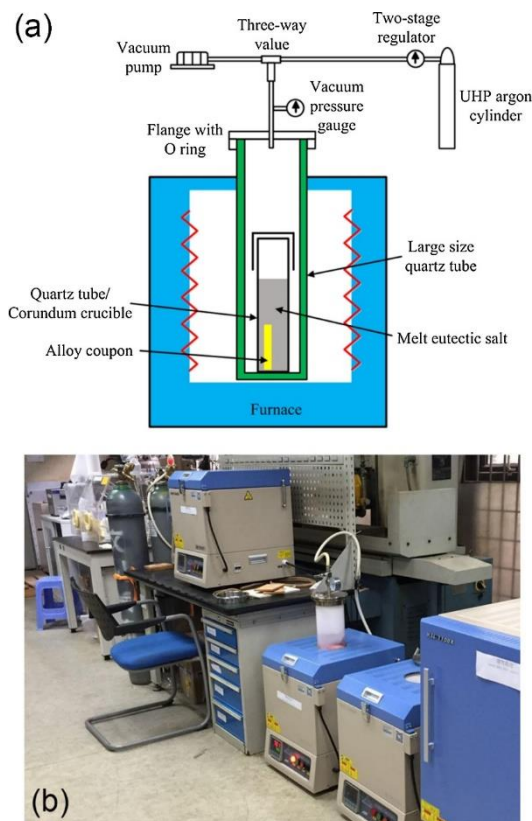 (a)
Three-way
value
Two-stage
regulator
Vacuum
pump
Vacuum
pressure
gauge
UHP argon
cylinder
Flange with
O ring
Large size
quartz tube
Quartz tube/
Corundum crucible
Melt eutectic salt
Alloy coupon
Furnace
(b)